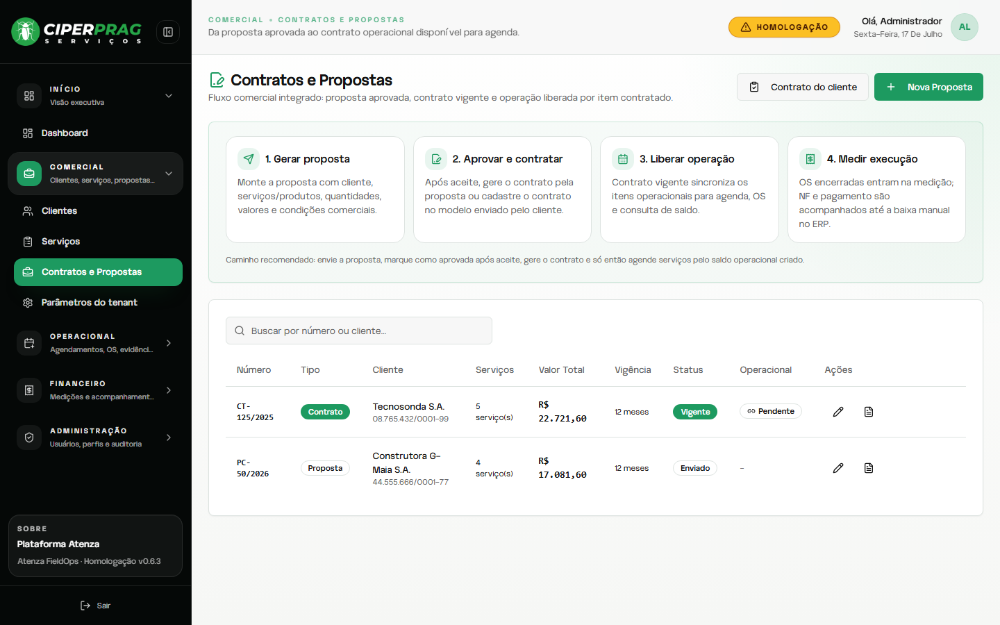 CIPERPRAG
SERVIÇOS
INÍCIO
Visão executiva
Dashboard
COMERCIAL
Clientes, serviços, propostas...
Clientes
Serviços
Contratos e Propostas
Parâmetros do tenant
OPERACIONAL
Agendamentos, OS, evidênci...
FINANCEIRO
Medições e acompanhament...
ADMINISTRAÇÃO
Usuários, perfis e auditoria
SOBRE
Plataforma Atenza
Atenza FieldOps · Homologação v0.6.3
Sair
COMERCIAL • CONTRATOS E PROPOSTAS
Da proposta aprovada ao contrato operacional disponível para agenda.
HOMOLOGAÇÃO
Olá, Administrador
Sexta-Feira, 17 De Julho
AL
Contratos e Propostas
Fluxo comercial integrado: proposta aprovada, contrato vigente e operação liberada por item contratado.
Contrato do cliente
Nova Proposta
1. Gerar proposta
Monte a proposta com cliente,
serviços/produtos, quantidades,
valores e condições comerciais.
2. Aprovar e contratar
Após aceite, gere o contrato pela
proposta ou cadastre o contrato
no modelo enviado pelo cliente.
3. Liberar operação
Contrato vigente sincroniza os
itens operacionais para agenda, OS
e consulta de saldo.
4. Medir execução
OS encerradas entram na medição;
NF e pagamento são
acompanhados até a baixa manual
no ERP.
Caminho recomendado: envie a proposta, marque como aprovada após aceite, gere o contrato e só então agende serviços pelo saldo operacional criado.
Buscar por número ou cliente...
Número Tipo Cliente Serviços Valor Total Vigência Status Operacional Ações
CT-
125/2025
Contrato
Tecnosonda S.A.
08.765.432/0001-99
5
serviço(s)
R$
22.721,60
12 meses
Vigente
Pendente
PC-
50/2026
Proposta
Construtora G-
Maia S.A.
44.555.666/0001-77
4
serviço(s)
R$
17.081,60
12 meses
Enviado
-